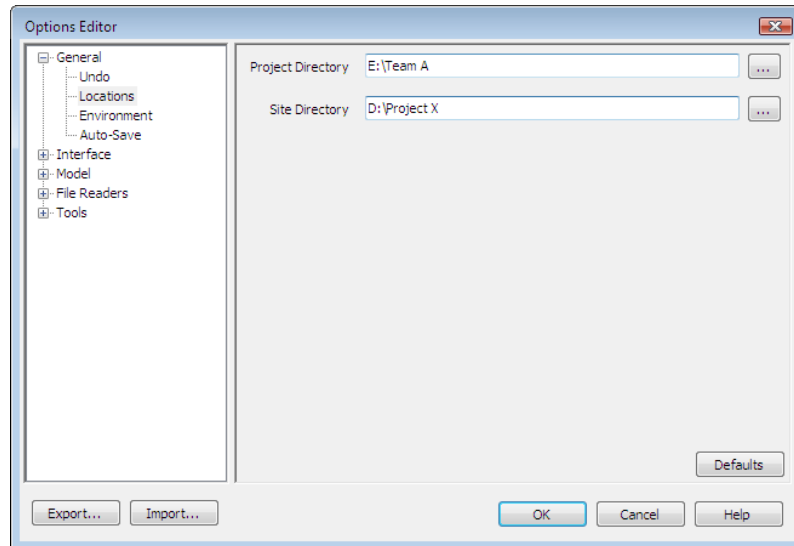 Options Editor
General
Undo
Locations
Environment
Auto-Save
Interface
Model
File Readers
Tools
Project Directory E:\Team A ...
Site Directory D:\Project X ...
Defaults
Export... Import... OK Cancel Help